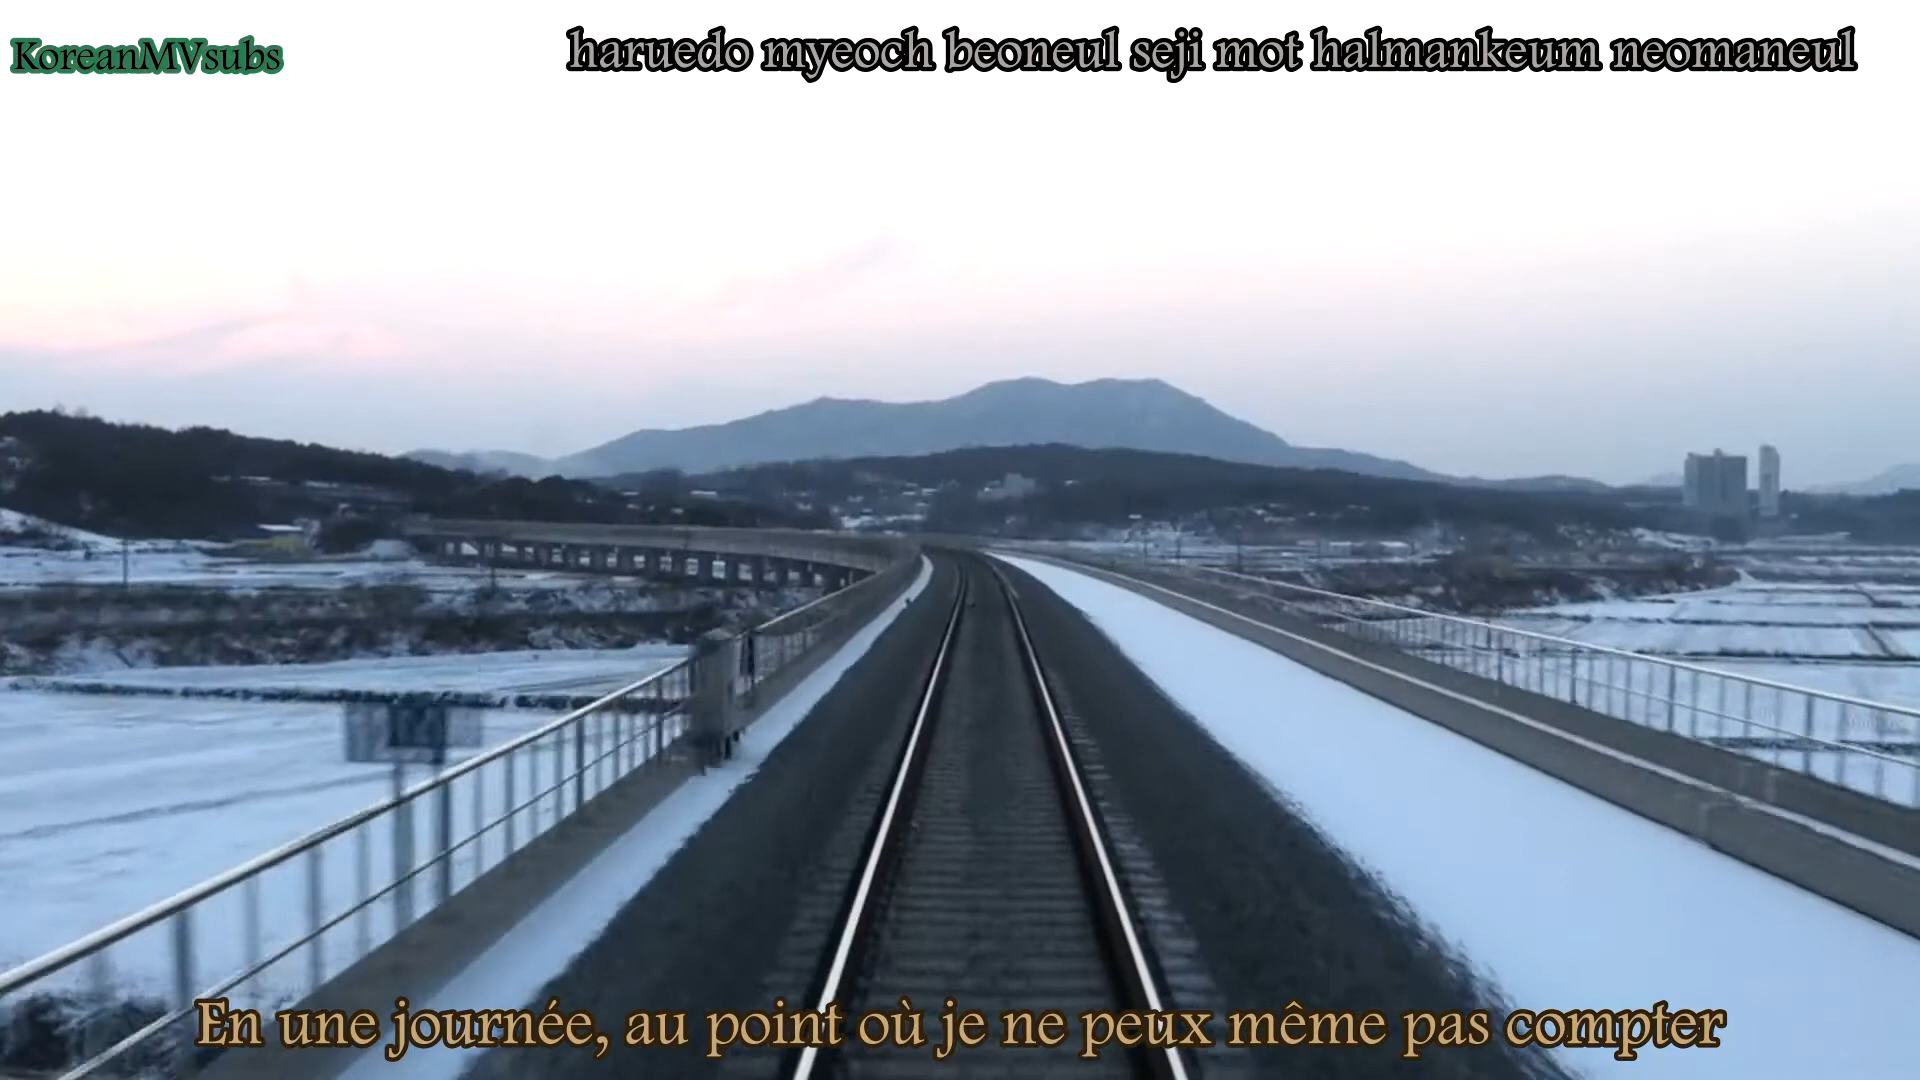 KoreanMVsubs
haruedo myeoch beoneul seji mot halmankeum neomaneul
En une journée, au point où je ne peux même pas compter